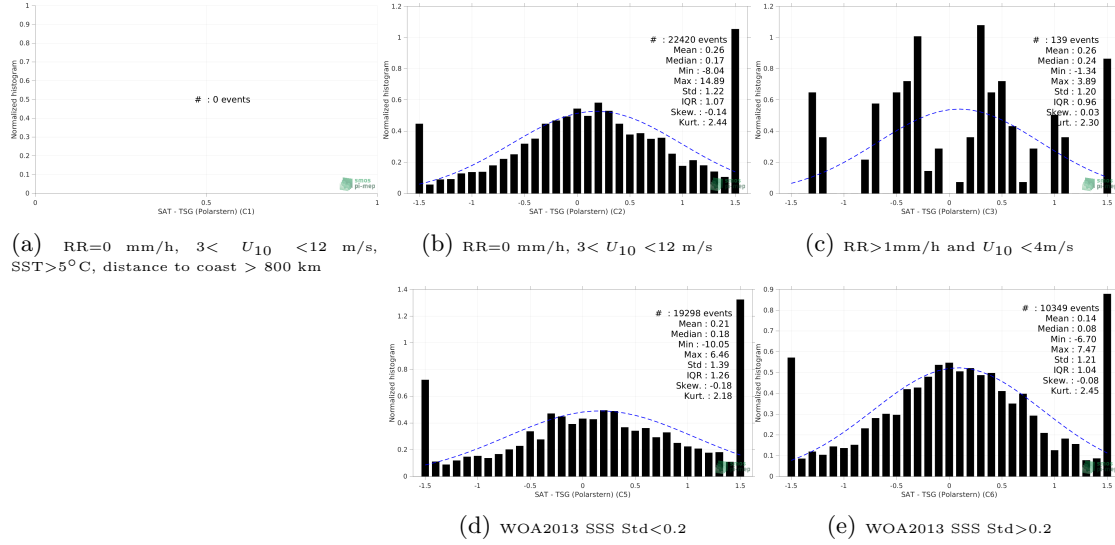 Normalized histogram
1
0.9
0.8
0.7
0.6
0.5
0.4
0.3
0.2
0.1
0
# : 0 events
0 0.5 1
SAT - TSG (Polarstern) (C1)
smos
pi-mep
(a) RR=0 mm/h, 3< U10 <12 m/s,
SST>5°C, distance to coast > 800 km
Normalized histogram
1.2
1
0.8
0.6
0.4
0.2
0
# : 22420 events
Mean : 0.26
Median : 0.17
Min : -8.04
Max : 14.89
Std : 1.22
IQR : 1.07
Skew. : -0.14
Kurt. : 2.44
-1.5 -1 -0.5 0 0.5 1 1.5
SAT - TSG (Polarstern) (C2)
pi-mep
(b) RR=0 mm/h, 3< U10 <12 m/s
Normalized histogram
1.2
1
0.8
0.6
0.4
0.2
0
# : 139 events
Mean : 0.26
Median : 0.24
Min : -1.34
Max : 3.89
Std : 1.20
IQR : 0.96
Skew. : 0.03
Kurt. : 2.30
-1.5 -1 -0.5 0 0.5 1 1.5
SAT - TSG (Polarstern) (C3)
pi-mep
(c) RR>1mm/h and U10 <4m/s
Normalized histogram
1.4
1.2
1
0.8
0.6
0.4
0.2
0
# : 19298 events
Mean : 0.21
Median : 0.18
Min : -10.05
Max : 6.46
Std : 1.39
IQR : 1.26
Skew. : -0.18
Kurt. : 2.18
-1.5 -1 -0.5 0 0.5 1 1.5
SAT - TSG (Polarstern) (C5)
pi-mep
(d) WOA2013 SSS Std<0.2
Normalized histogram
0.9
0.8
0.7
0.6
0.5
0.4
0.3
0.2
0.1
0
# : 10349 events
Mean : 0.14
Median : 0.08
Min : -6.70
Max : 7.47
Std : 1.21
IQR : 1.04
Skew. : -0.08
Kurt. : 2.45
-1.5 -1 -0.5 0 0.5 1 1.5
SAT - TSG (Polarstern) (C6)
pi-mep
(e) WOA2013 SSS Std>0.2